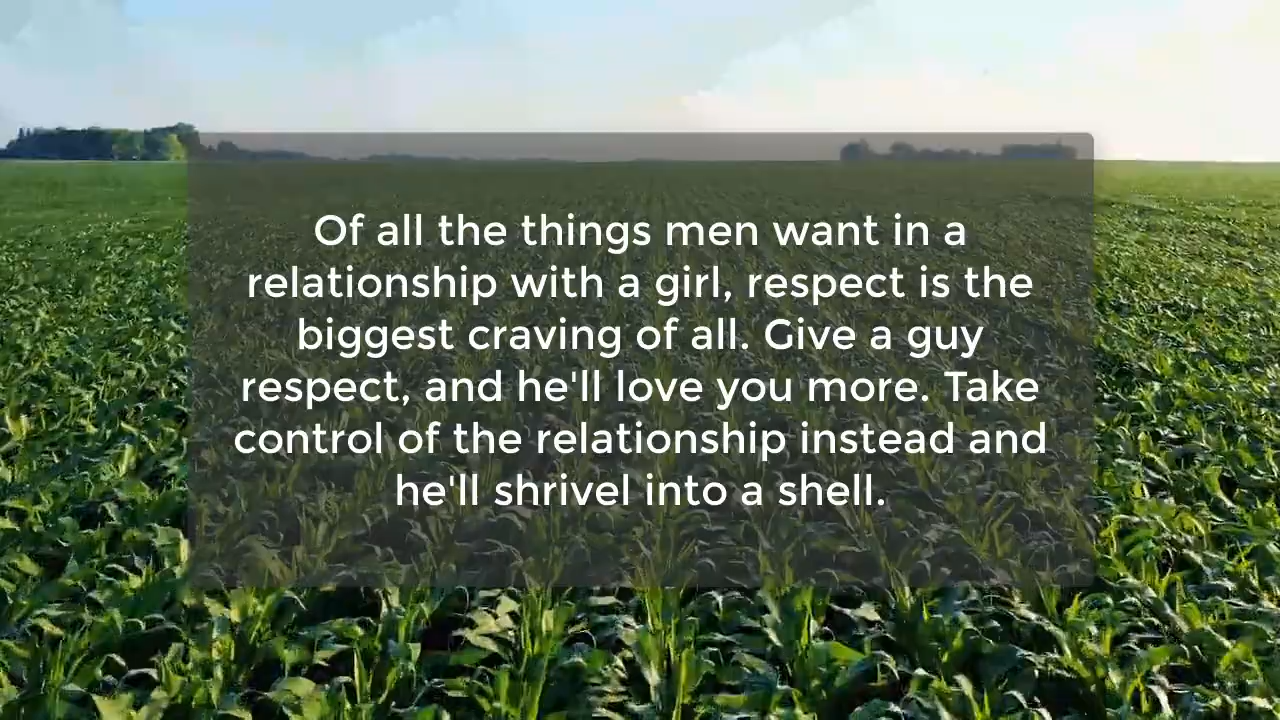 Of all the things men want in a
relationship with a girl, respect is the
biggest craving of all. Give a guy
respect, and he'll love you more. Take
control of the relationship instead and
he'll shrivel into a shell.